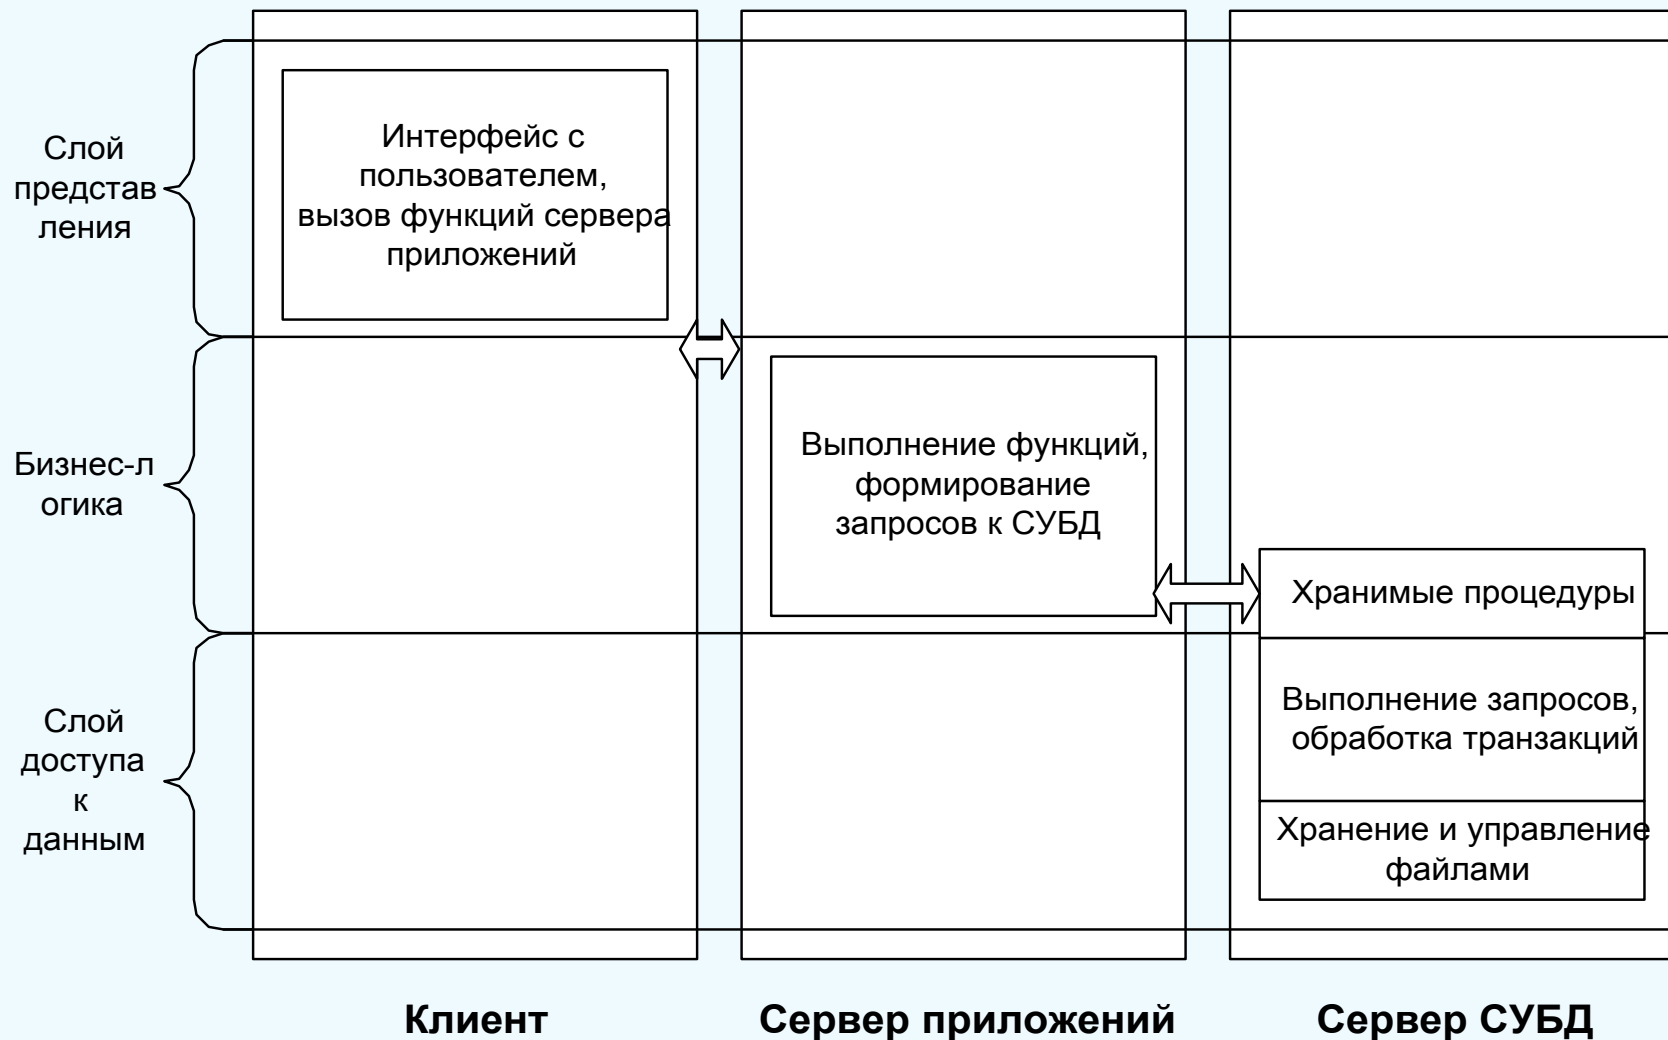 Слой
представ
ления
Интерфейс с
пользователем,
вызов функций сервера
приложений
Бизнес-л
огика
Выполнение функций,
формирование
запросов к СУБД
Хранимые процедуры
Слой
доступа
к
данным
Выполнение запросов,
обработка транзакций
Хранение и управление
файлами
Клиент
Сервер приложений
Сервер СУБД